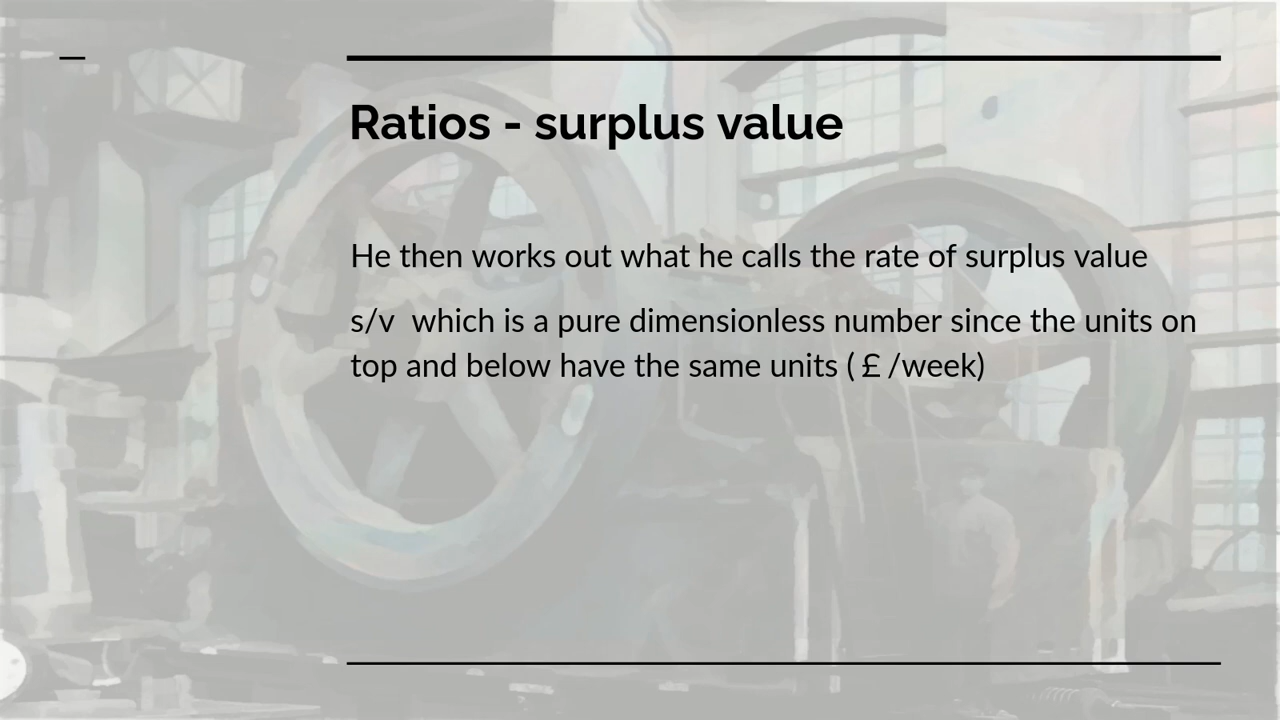 Ratios - surplus value
He then works out what he calls the rate of surplus value
s/v  which is a pure dimensionless number since the units on
top and below have the same units ( £ /week)